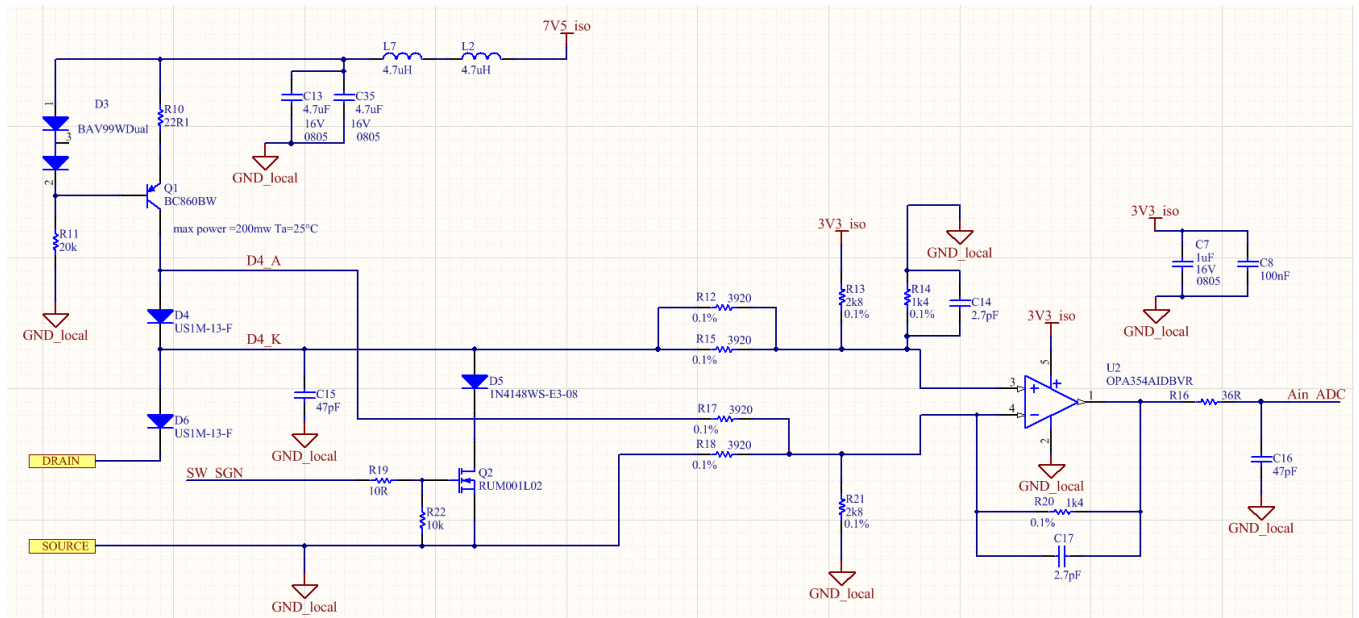 7V5_iso
L7
L2
4.7uH
4.7uH
1
D3
BAV99WDual
3
2
R10
22R1
C13
4.7uF
16V
0805
C35
4.7uF
16V
0805
GND_local
Q1
BC860BW
max power =200mw Ta=25°C
R11
20k
GND_local
D4_A
D4
US1M-13-F
D4_K
D6
US1M-13-F
DRAIN
C15
47pF
GND_local
D5
1N4148WS-E3-08
SW_SGN
R19
10R
R22
10k
Q2
RUM001L02
SOURCE
GND_local
R12
3920
0.1%
R15
3920
0.1%
R17
3920
0.1%
R18
3920
0.1%
3V3_iso
R13
2k8
0.1%
GND_local
R14
1k4
0.1%
C14
2.7pF
R21
2k8
0.1%
GND_local
3V3_iso
C7
1uF
16V
0805
C8
100nF
GND_local
3V3_iso
5
3
4
2
1
U2
OPA354AIDBVR
GND_local
R20
1k4
0.1%
C17
2.7pF
R16
36R
Ain_ADC
C16
47pF
GND_local